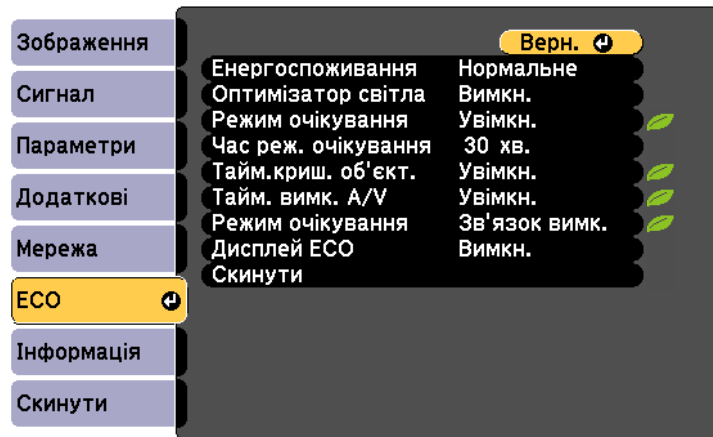 Зображення
Сигнал
Параметри
Додаткові
Мережа
ECO
Інформація
Скинути
Верн.
Енергоспоживання Нормальне
Оптимізатор світла Вимкн.
Режим очікування Увімкн.
Час реж. очікування 30 хв.
Тайм.криш. об'єкт. Увімкн.
Тайм. вимк. A/V Увімкн.
Режим очікування Зв'язок вимк.
Дисплей ECO Вимкн.
Скинути